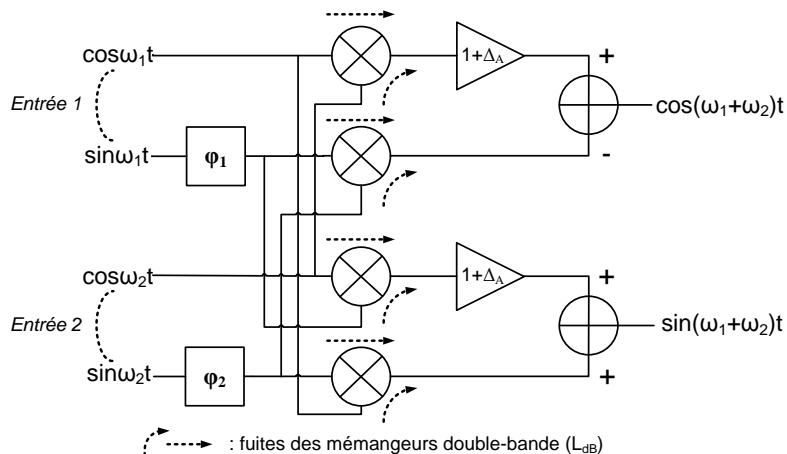 cosω₁t
Entrée 1
sinω₁t
φ₁
1+Δ_A
+
-
cos(ω₁+ω₂)t
cosω₂t
Entrée 2
sinω₂t
φ₂
1+Δ_A
+
+
sin(ω₁+ω₂)t
: fuites des mémangeurs double-bande (L_dB)